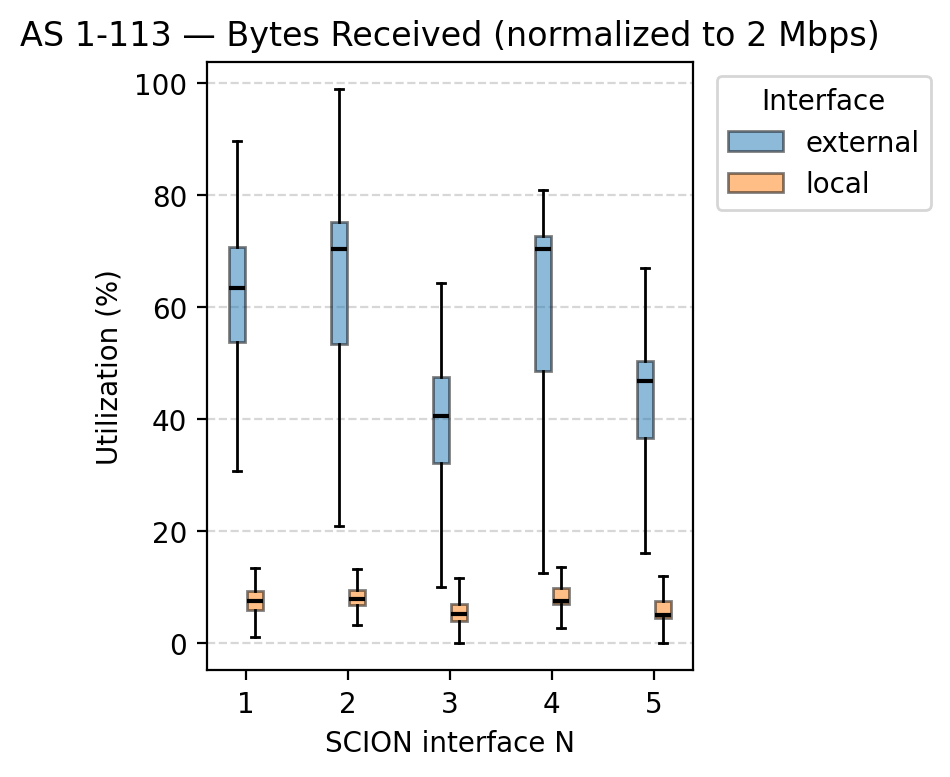 AS 1-113 — Bytes Received (normalized to 2 Mbps)
100
80
60
40
20
0
Utilization (%)
1 2 3 4 5
SCION interface N
Interface
external
local